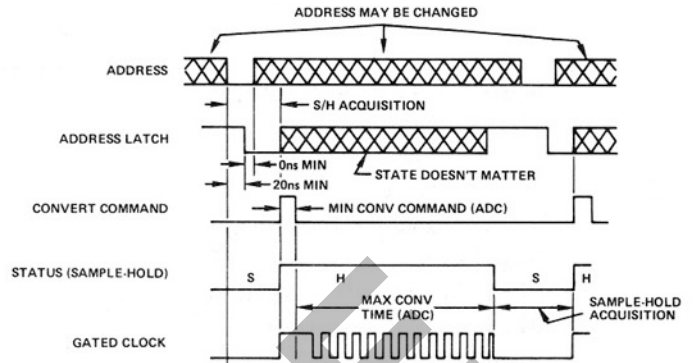 ADDRESS MAY BE CHANGED
ADDRESS
S/H ACQUISITION
ADDRESS LATCH
0ns MIN
STATE DOESN'T MATTER
20ns MIN
CONVERT COMMAND
MIN CONV COMMAND (ADC)
STATUS (SAMPLE-HOLD)
S
H
S
H
MAX CONV
TIME (ADC)
SAMPLE-HOLD
ACQUISITION
GATED CLOCK